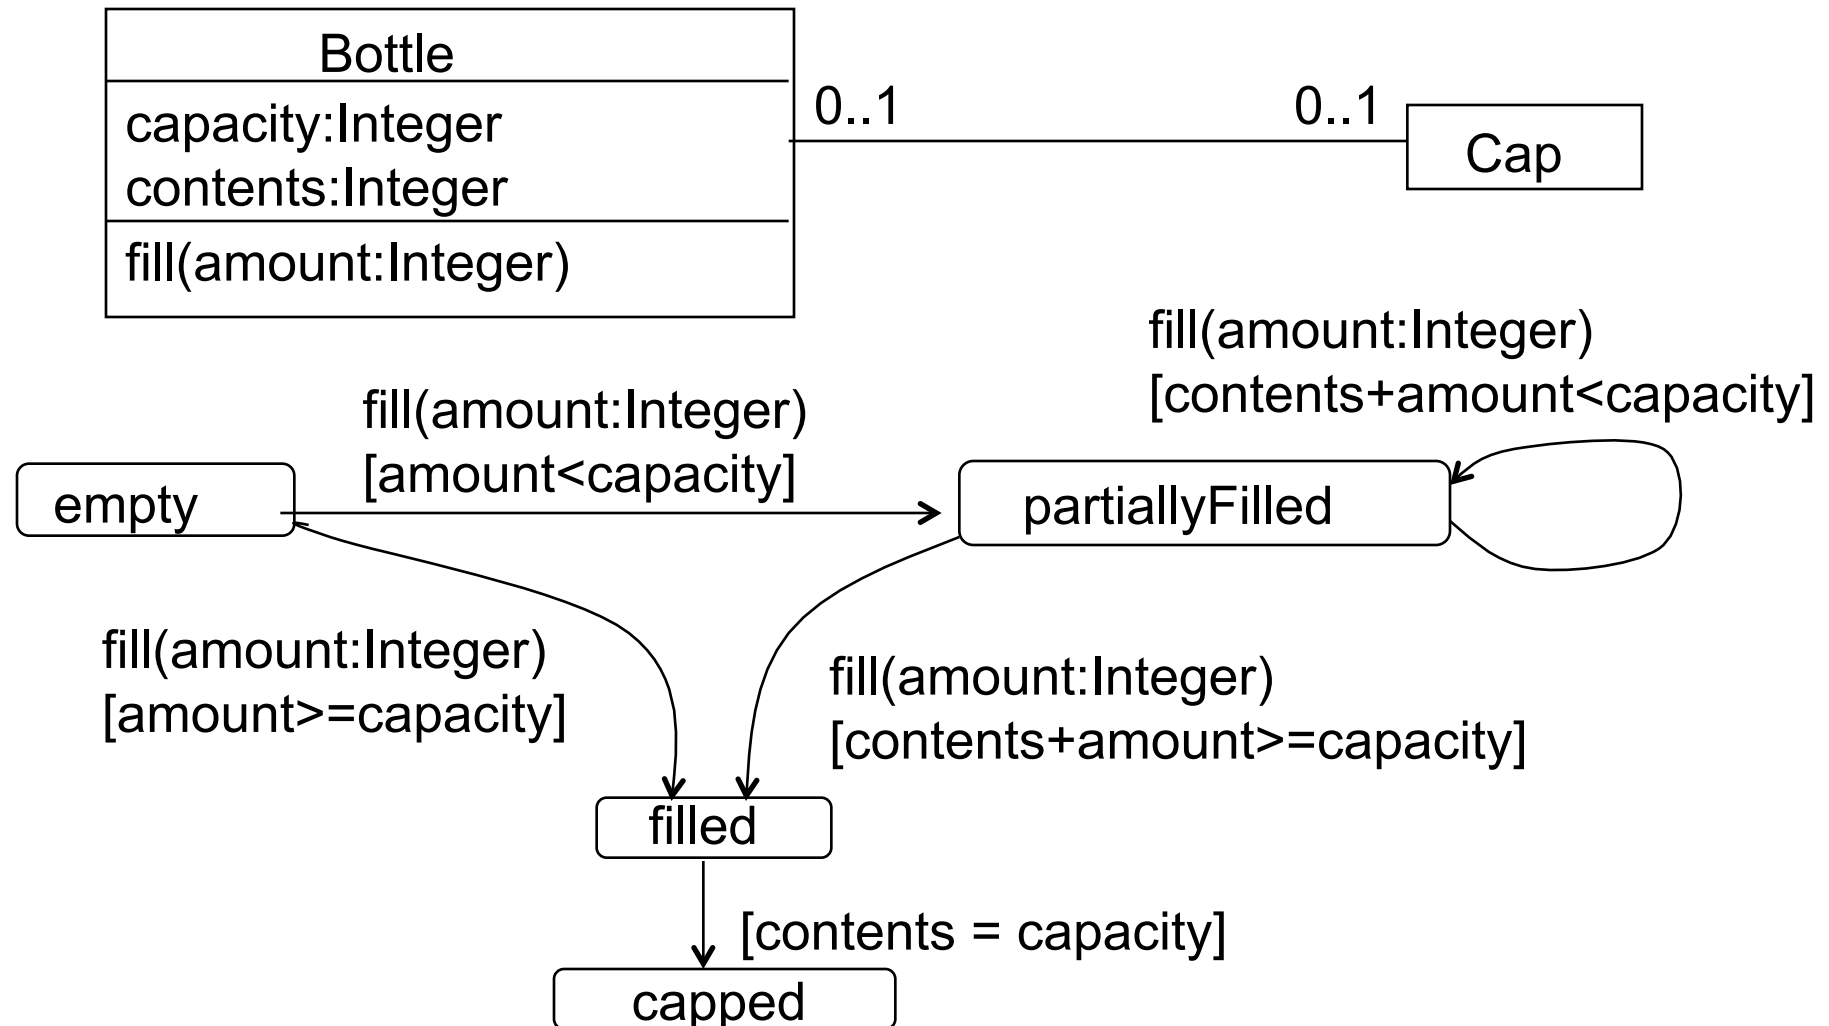 Bottle
capacity:Integer
contents:Integer
fill(amount:Integer)
0..1
0..1
Cap
fill(amount:Integer)
[contents+amount<capacity]
fill(amount:Integer)
[amount<capacity]
empty
partiallyFilled
fill(amount:Integer)
[amount>=capacity]
fill(amount:Integer)
[contents+amount>=capacity]
filled
[contents = capacity]
capped